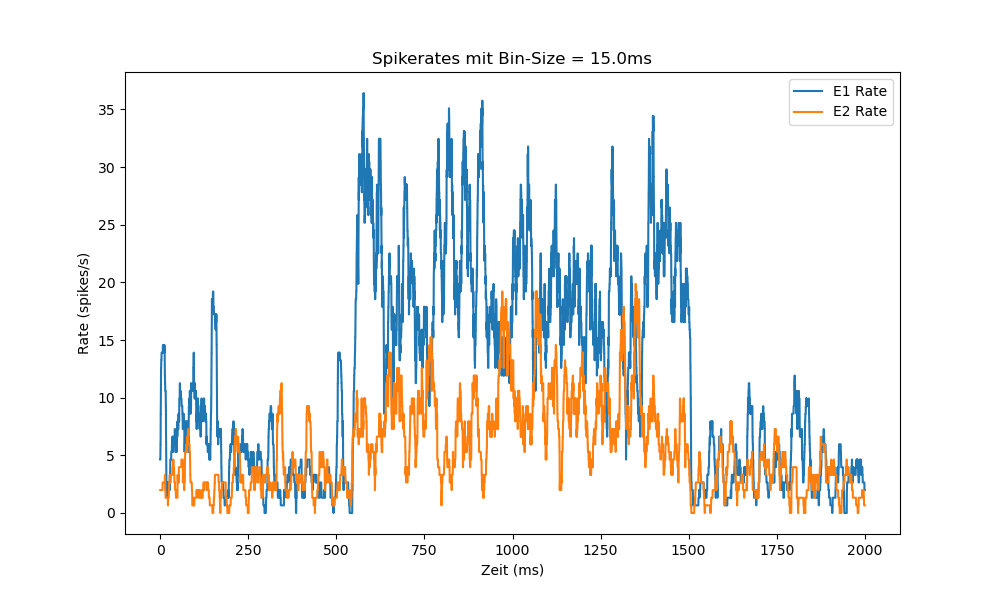 Spikerates mit Bin-Size = 15.0ms
E1 Rate
E2 Rate
Rate (spikes/s)
35
30
25
20
15
10
5
0
0 250 500 750 1000 1250 1500 1750 2000
Zeit (ms)